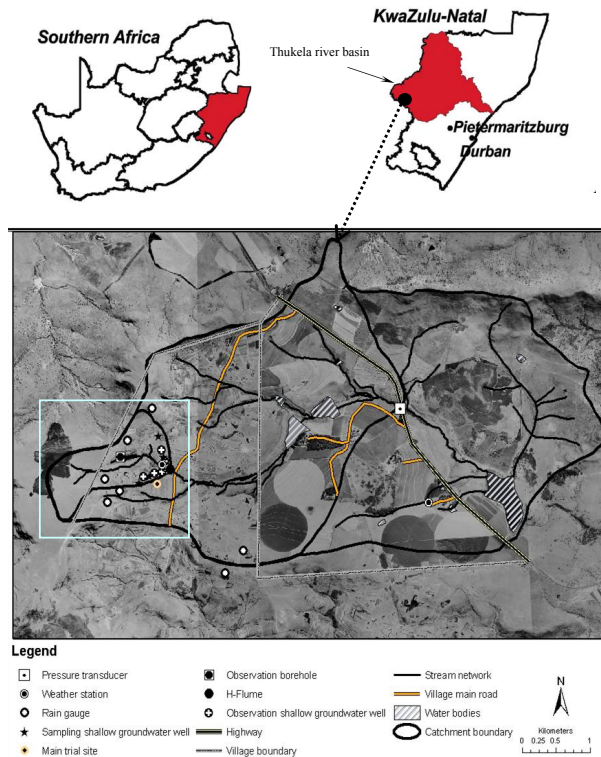 Southern Africa
KwaZulu-Natal
Thukela river basin
Pietermaritzburg
Durban
Legend
Pressure transducer
Weather station
Rain gauge
Sampling shallow groundwater well
Main trial site
Observation borehole
H-Flume
Observation shallow groundwater well
Highway
Village boundary
Stream network
Village main road
Water bodies
Catchment boundary
N
Kilometers
0 0.25 0.5 1